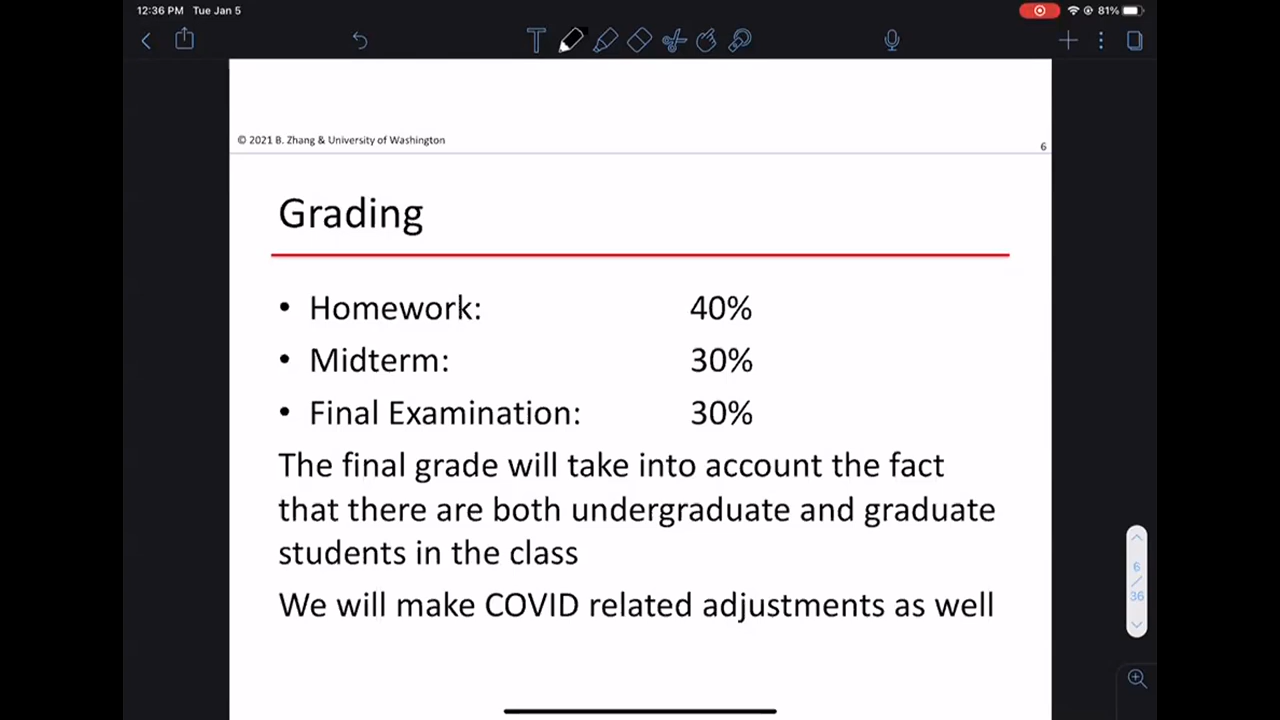 12:36 PM Tue Jan 5 81%
T
© 2021 B. Zhang & University of Washington
6
Grading
• Homework: 40%
• Midterm: 30%
• Final Examination: 30%
The final grade will take into account the fact
that there are both undergraduate and graduate
students in the class
We will make COVID related adjustments as well
6
/
36